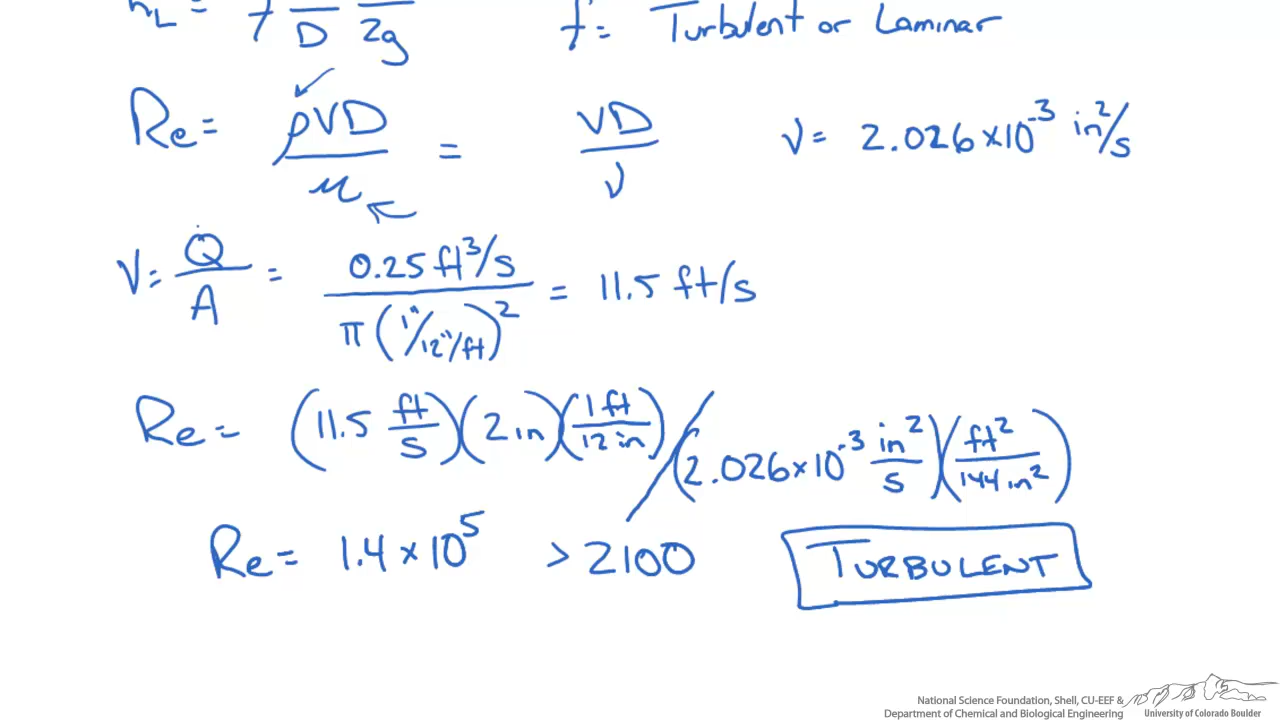 h_L = f D 2g f = Turbulent or Laminar
Re = ρVD/μ = VD/ν ν = 2.026×10^-3 in²/s
V = Q̇/A = 0.25 ft³/s / π(1"/12"/ft)² = 11.5 ft/s
Re = (11.5 ft/s)(2 in)(1 ft/12 in)/(2.026×10^-3 in²/s)(ft²/144 in²)
Re = 1.4×10^5 >2100 TURBULENT
National Science Foundation, Shell, CU-EEF &
Department of Chemical and Biological Engineering
University of Colorado Boulder